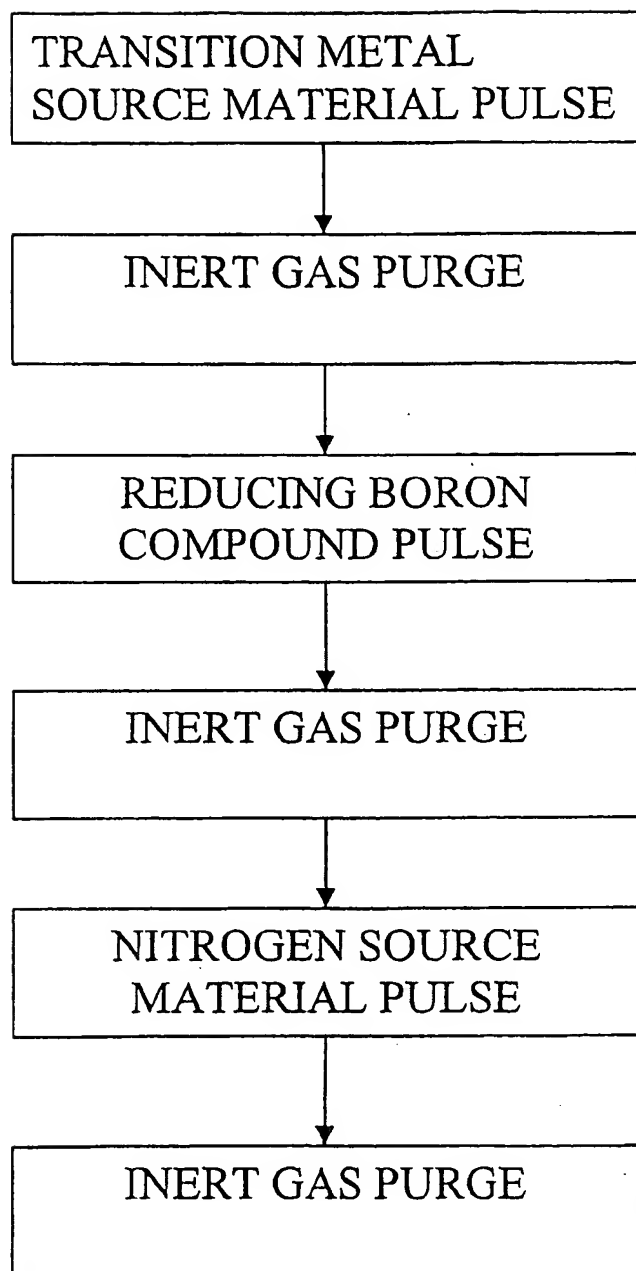 TRANSITION METAL
SOURCE MATERIAL PULSE
INERT GAS PURGE
REDUCING BORON
COMPOUND PULSE
INERT GAS PURGE
NITROGEN SOURCE
MATERIAL PULSE
INERT GAS PURGE